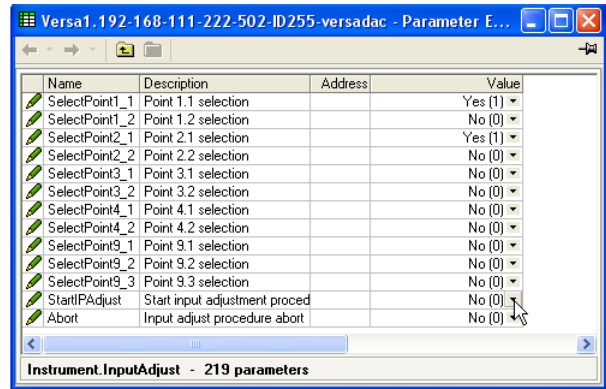 Versa1.192-168-111-222-502-ID255-versadac - Parameter E...
Name Description Address Value
SelectPoint1_1 Point 1.1 selection Yes (1)
SelectPoint1_2 Point 1.2 selection No (0)
SelectPoint2_1 Point 2.1 selection Yes (1)
SelectPoint2_2 Point 2.2 selection No (0)
SelectPoint3_1 Point 3.1 selection No (0)
SelectPoint3_2 Point 3.2 selection No (0)
SelectPoint4_1 Point 4.1 selection No (0)
SelectPoint4_2 Point 4.2 selection No (0)
SelectPoint9_1 Point 9.1 selection No (0)
SelectPoint9_2 Point 9.2 selection No (0)
SelectPoint9_3 Point 9.3 selection No (0)
StartIPAdjust Start input adjustment proced No (0)
Abort Input adjust procedure abort No (0)
Instrument.InputAdjust - 219 parameters